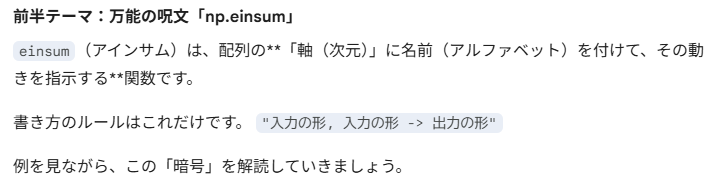 前半テーマ：万能の呪文「np.einsum」
einsum（アインサム）は、配列の**「軸（次元）」に名前（アルファベット）を付けて、その動
きを指示する**関数です。
書き方のルールはこれだけです。 "入力の形, 入力の形 -> 出力の形"
例を見ながら、この「暗号」を解読していきましょう。